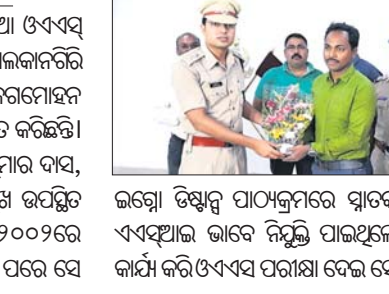 ଆ ଓଏଏସ୍
ାଲକାନଗିରି
ଜଗମୋହନ
ତ କରିଛନ୍ତି।
ମାର ଦାସ,
ଖ ଉପସ୍ଥିତ
୨୦୦୨ରେ
ପରେ ସେ
ଇଗ୍ନୋ ଡିଷ୍ଟାନ୍ସ ପାଠ୍ୟକ୍ରମରେ ସ୍ନାତକ
ଏଏସ୍ଆଇ ଭାବେ ନିଯୁକ୍ତି ପାଇଥିଲେ
କାର୍ଯ୍ୟ କରି ଓଏଏସ ପରୀକ୍ଷା ଦେଇ ସେ